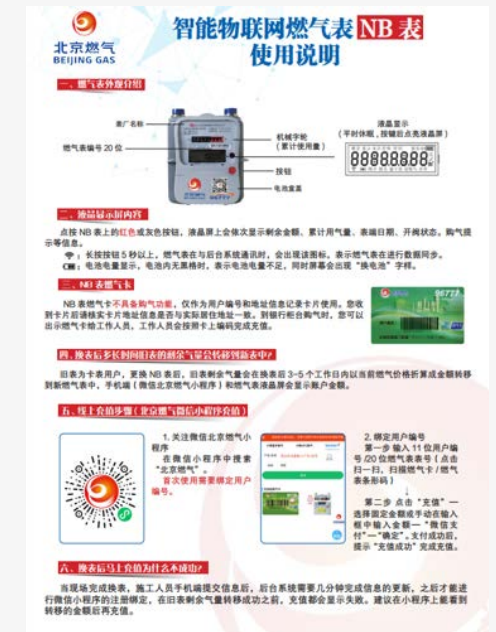 北京燃气
BEIJING GAS
智能物联网燃气表 NB 表
使用说明
一、燃气表外观介绍
表厂名称
燃气表编号 20 位
机械字轮
(累计使用量)
按钮
电池盒盖
液晶显示
(平时休眠，按键后点亮液晶屏)
96777
二、液晶显示屏内容
点按 NB 表上的红色或灰色按钮，液晶屏上会依次显示剩余金额、累计用气量、表端日期、开阀状态。购气提
示等信息。
：长按按钮 5 秒以上，燃气表在与后台系统通讯时，会出现该图标，表示燃气表在进行数据同步。
：电池电量显示，电池内无黑格时，表示电池电量不足，同时屏幕会出现“换电池”字样。
三、NB 表燃气卡
NB 表燃气卡不具备购气功能，仅作为用户编号和地址信息记录卡片使用。您收
到卡片后请核实卡片地址信息是否与实际居住地址一致。到银行柜台购气时，您可以
出示燃气卡给工作人员，工作人员会按照卡上编码完成充值。
96777
四、换表后多长时间旧表的剩余气量会转移到新表中?
旧表为卡表用户，更换 NB 表后，旧表剩余气量会在换表后 3-5 个工作日内以当前燃气价格折算成金额转移
到新燃气表中，手机端 (微信北京燃气小程序) 和燃气表液晶屏会显示账户金额。
五、线上充值步骤 (北京燃气微信小程序充值)
1. 关注微信北京燃气小
程序
在微信小程序中搜索
“北京燃气”。
首次使用需要绑定用户
编号。
2. 绑定用户编号
第一步 输入 11 位用户编
号/20 位燃气表表号 (点击
扫一扫，扫描燃气卡 / 燃气
表条形码)
↓
第二步 点击“充值”—
选择固定金额或手动在输入
框中输入金额—“微信支
付”—“确定”。支付成功后，
提示“充值成功”完成充值。
六、换表后马上充值为什么不成功?
当现场完成换表，施工人员手机端提交信息后，后台系统需要几分钟完成信息的更新，之后才能进
行微信小程序的注册绑定，在旧表剩余气量转移成功之前，充值都会显示失败。建议在小程序上能看到
转移的金额后再充值。